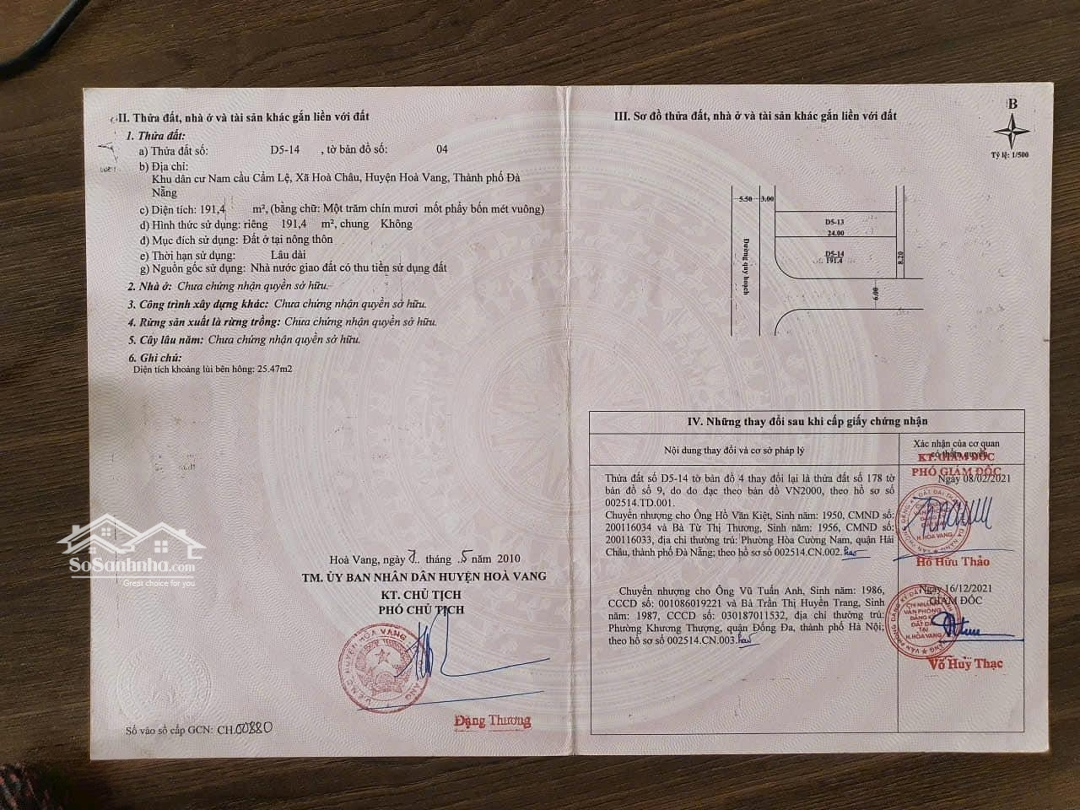 II. Thửa đất, nhà ở và tài sản khác gắn liền với đất
1. Thửa đất:
a) Thửa đất số: D5-14 , tờ bản đồ số: 04
b) Địa chỉ:
Khu dân cư Nam cầu Cẩm Lệ, Xã Hoà Châu, Huyện Hoà Vang, Thành phố Đà
Nẵng
c) Diện tích: 191,4 m², (bằng chữ: Một trăm chín mươi mốt phẩy bốn mét vuông)
d) Hình thức sử dụng: riêng 191,4 m², chung Không
đ) Mục đích sử dụng: Đất ở tại nông thôn
e) Thời hạn sử dụng: Lâu dài
g) Nguồn gốc sử dụng: Nhà nước giao đất có thu tiền sử dụng đất
2. Nhà ở: Chưa chứng nhận quyền sở hữu.
3. Công trình xây dựng khác: Chưa chứng nhận quyền sở hữu.
4. Rừng sản xuất là rừng trồng: Chưa chứng nhận quyền sở hữu.
5. Cây lâu năm: Chưa chứng nhận quyền sở hữu.
6. Ghi chú:
Diện tích khoảng lùi bên hông: 25.47m2
SoSanhnha.com
Great choice for you
Hoà Vang, ngày 7 tháng 5 năm 2010
TM. ỦY BAN NHÂN DÂN HUYỆN HOÀ VANG
KT. CHỦ TỊCH
PHÓ CHỦ TỊCH
Đặng Thương
Số vào sổ cấp GCN: CH.00880
III. Sơ đồ thửa đất, nhà ở và tài sản khác gắn liền với đất
B
Tỷ lệ: 1/500
5.50 3.00
D5-13
24.00
D5-14
191.4
8.20
6.00
Đường quy hoạch
IV. Những thay đổi sau khi cấp giấy chứng nhận
Nội dung thay đổi và cơ sở pháp lý
Xác nhận của cơ quan
có thẩm quyền
KT. GIÁM ĐỐC
PHÓ GIÁM ĐỐC
Ngày 08/02/2021
Thửa đất số D5-14 tờ bản đồ 4 thay đổi lại là thửa đất số 178 tờ
bản đồ số 9, do đo đạc theo bản đồ VN2000, theo hồ sơ số
002514.TD.001.
Chuyển nhượng cho Ông Hồ Văn Kiệt, Sinh năm: 1950, CMND số:
200116034 và Bà Từ Thị Thương, Sinh năm: 1956, CMND số:
200116033, địa chỉ thường trú: Phường Hòa Cường Nam, quận Hải
Châu, thành phố Đà Nẵng; theo hồ sơ số 002514.CN.002.
Hồ Hữu Thảo
Chuyển nhượng cho Ông Vũ Tuấn Anh, Sinh năm: 1986,
CCCD số: 001086019221 và Bà Trần Thị Huyền Trang, Sinh
năm: 1987, CCCD số: 030187011532, địa chỉ thường trú:
Phường Khương Thượng, quận Đống Đa, thành phố Hà Nội;
theo hồ sơ số 002514.CN.003.
Ngày 16/12/2021
GIÁM ĐỐC
Võ Huỳ Thạc